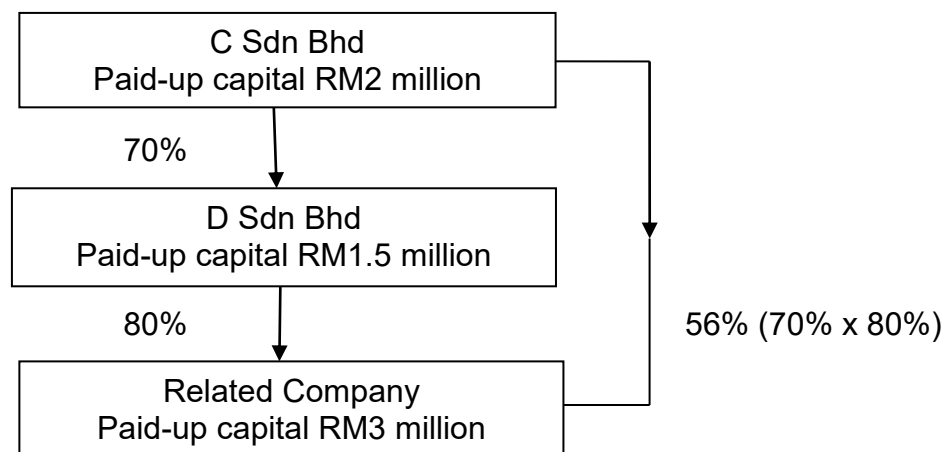 C Sdn Bhd
Paid-up capital RM2 million
70%
D Sdn Bhd
Paid-up capital RM1.5 million
80%
56% (70% x 80%)
Related Company
Paid-up capital RM3 million